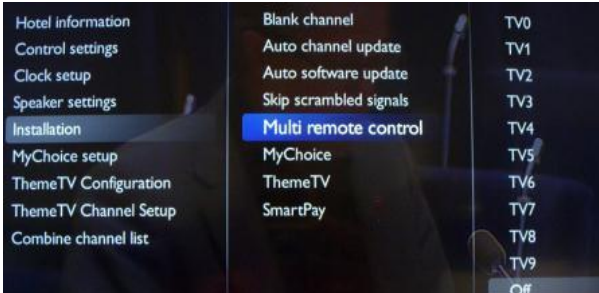 Hotel information
Control settings
Clock setup
Speaker settings
Installation
MyChoice setup
ThemeTV Configuration
ThemeTV Channel Setup
Combine channel list
Blank channel
Auto channel update
Auto software update
Skip scrambled signals
Multi remote control
MyChoice
ThemeTV
SmartPay
TV0
TV1
TV2
TV3
TV4
TV5
TV6
TV7
TV8
TV9
Off